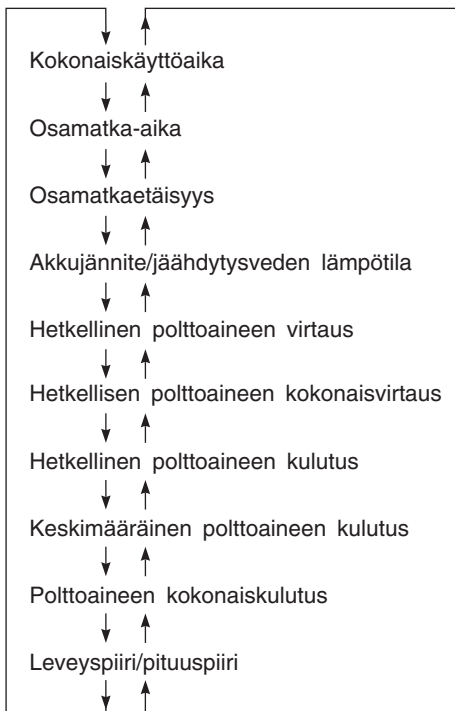 Kokonaiskäyttöaika
Osamatka-aika
Osamatkaetäisyys
Akkujännite/jäähdytysveden lämpötila
Hetkellinen polttoaineen virtaus
Hetkellisen polttoaineen kokonaisvirtaus
Hetkellinen polttoaineen kulutus
Keskimääräinen polttoaineen kulutus
Polttoaineen kokonaiskulutus
Leveyspiiri/pituuspiiri